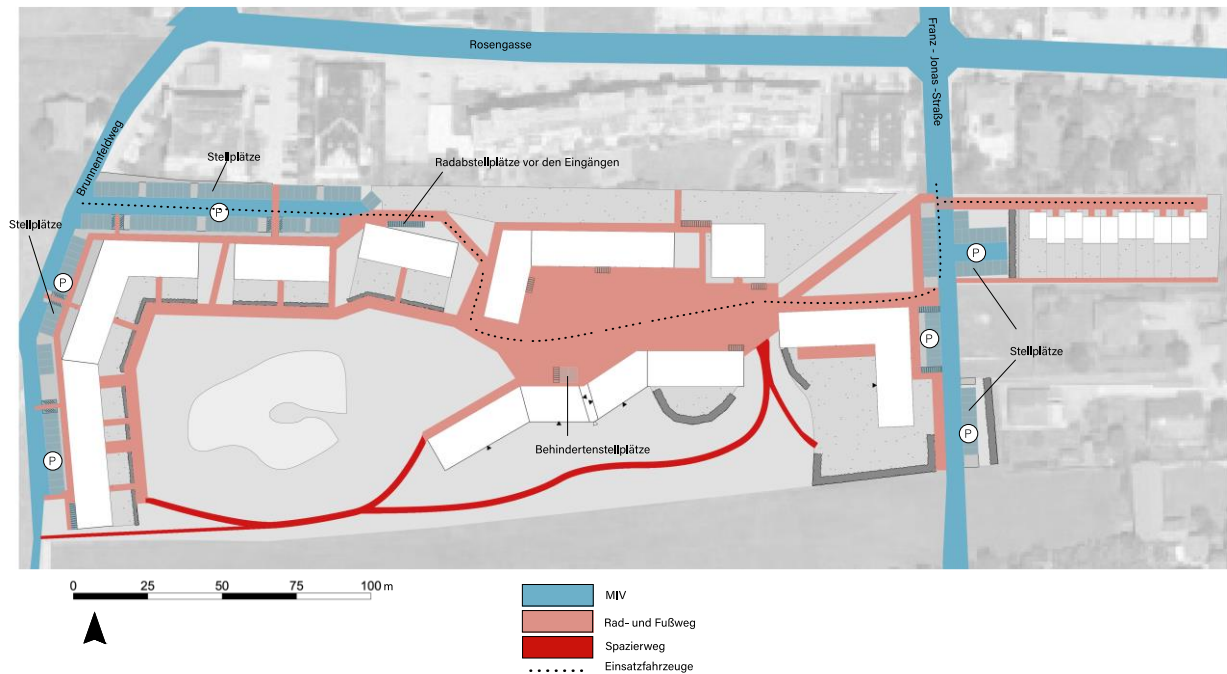 Rosengasse
Franz - Jonas -Straße
Brunnenfeldweg
Stellplätze
Radabstellplätze vor den Eingängen
Stellplätze
P
P
P
P
P
P
Stellplätze
Behindertenstellplätze
0 25 50 75 100 m
MIV
Rad- und Fußweg
Spazierweg
Einsatzfahrzeuge